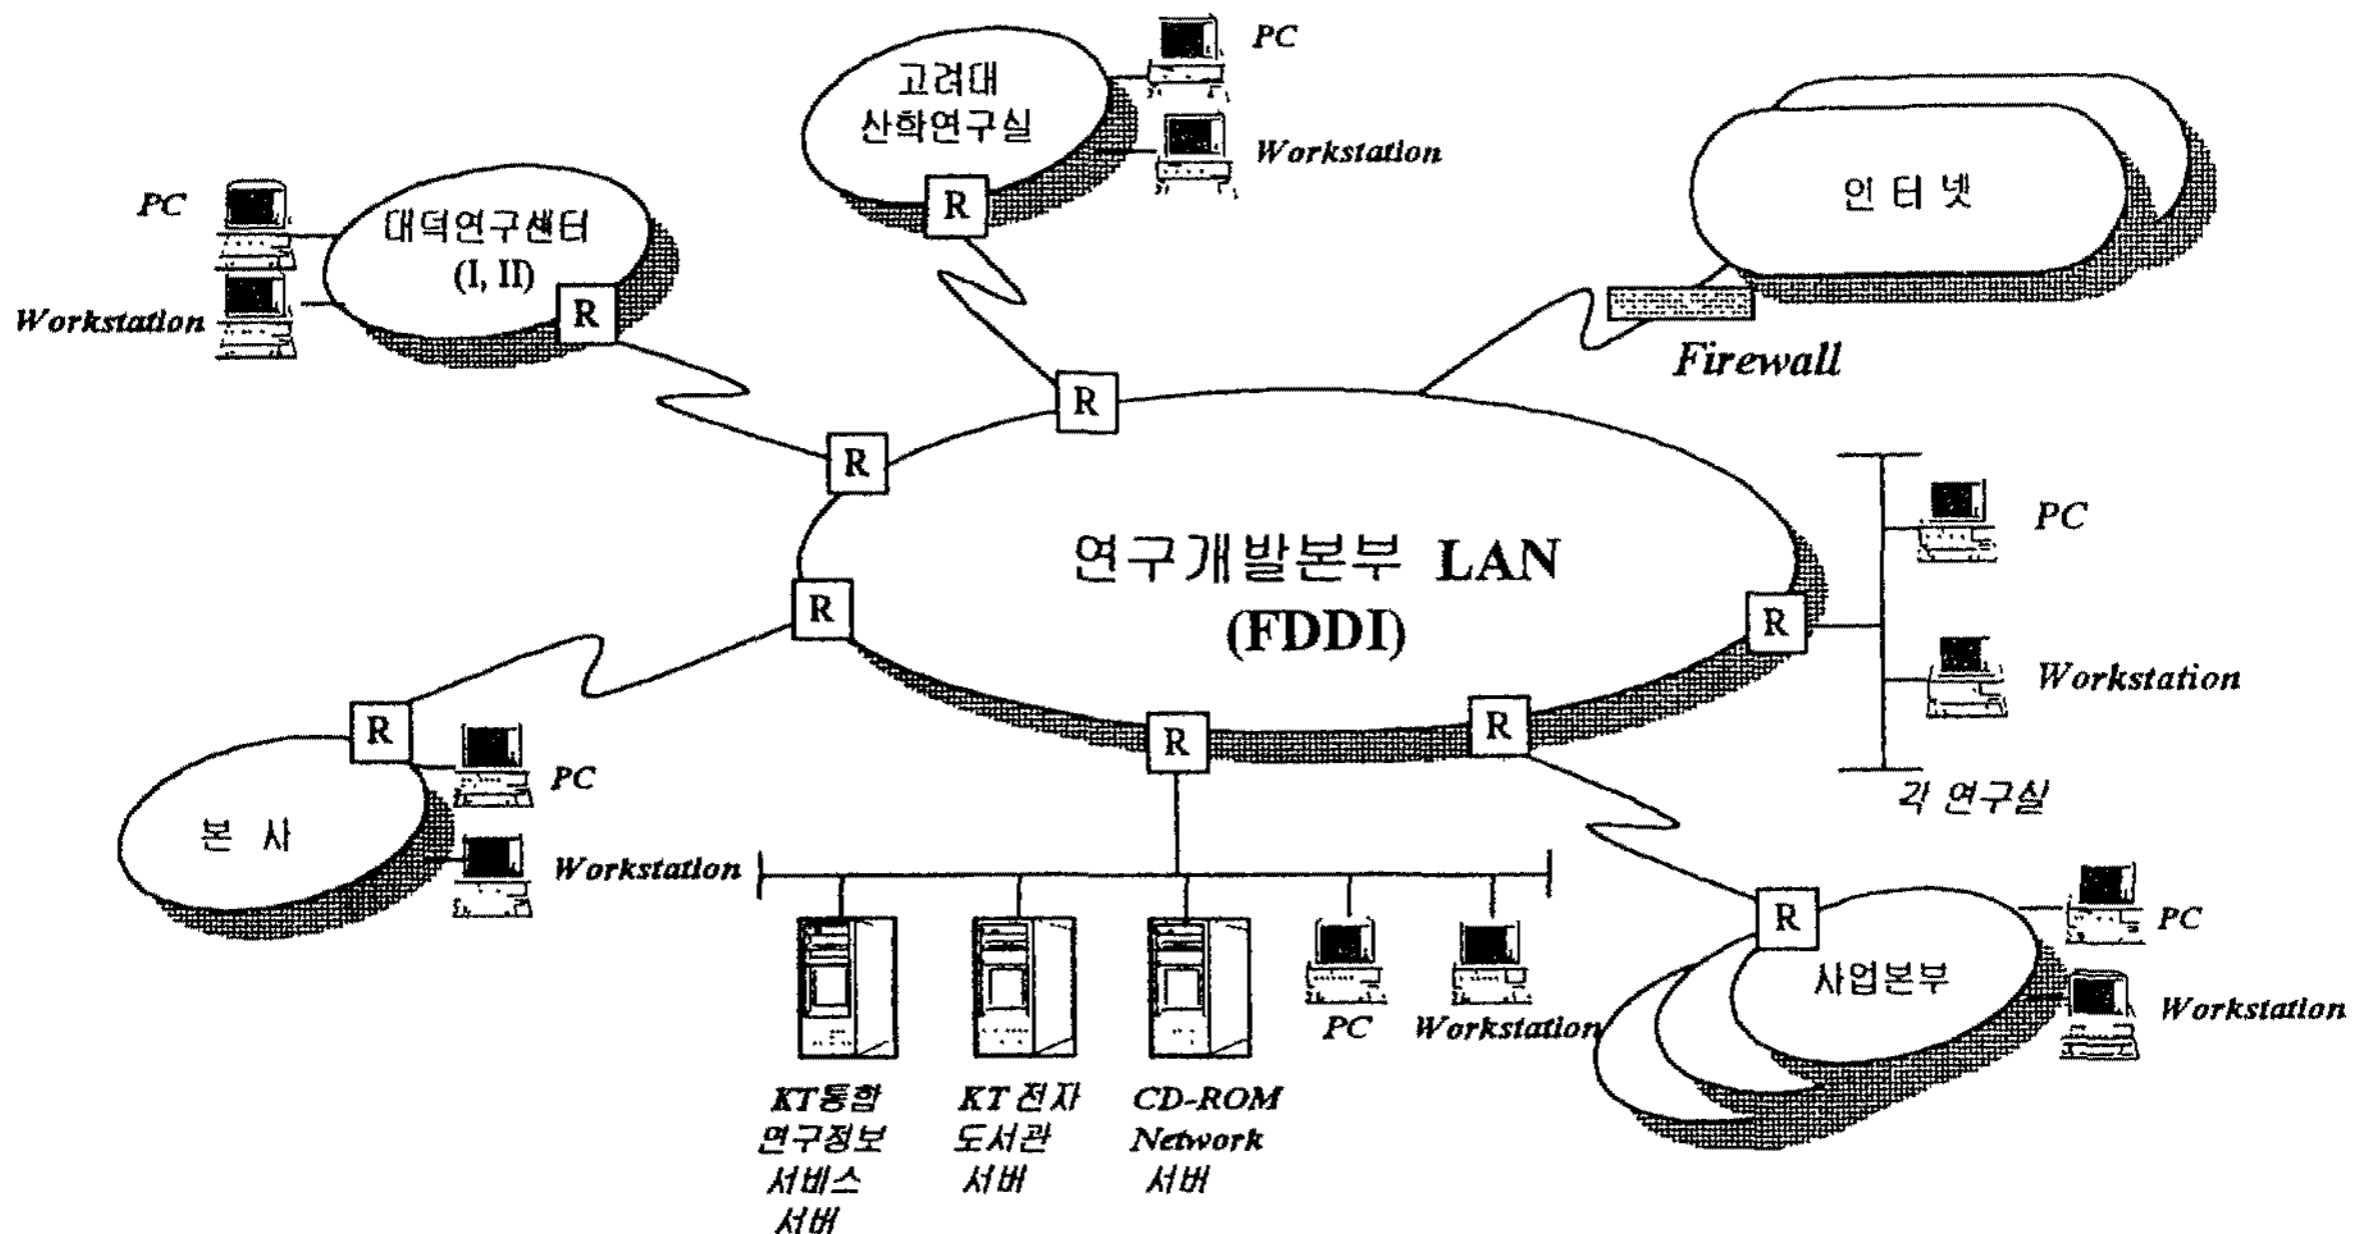 고려대
산학연구실
R
PC
Workstation
인터넷
Firewall
PC
Workstation
대덕연구센터
(I, II)
R
R
R
연구개발본부 LAN
(FDDI)
R
R
R
R
PC
Workstation
각 연구실
R
본 사
PC
Workstation
KT통합
연구정보
서비스
서버
KT 전자
도서관
서버
CD-ROM
Network
서버
PC
Workstation
R
사업본부
PC
Workstation